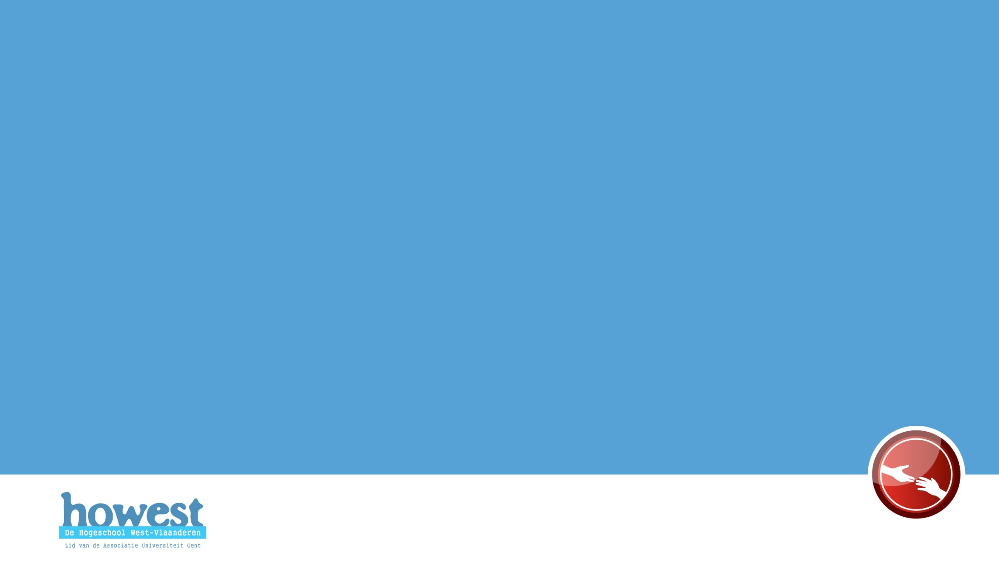 howest
De Hogeschool West-Vlaanderen
Lid van de Associatie Universiteit Gent